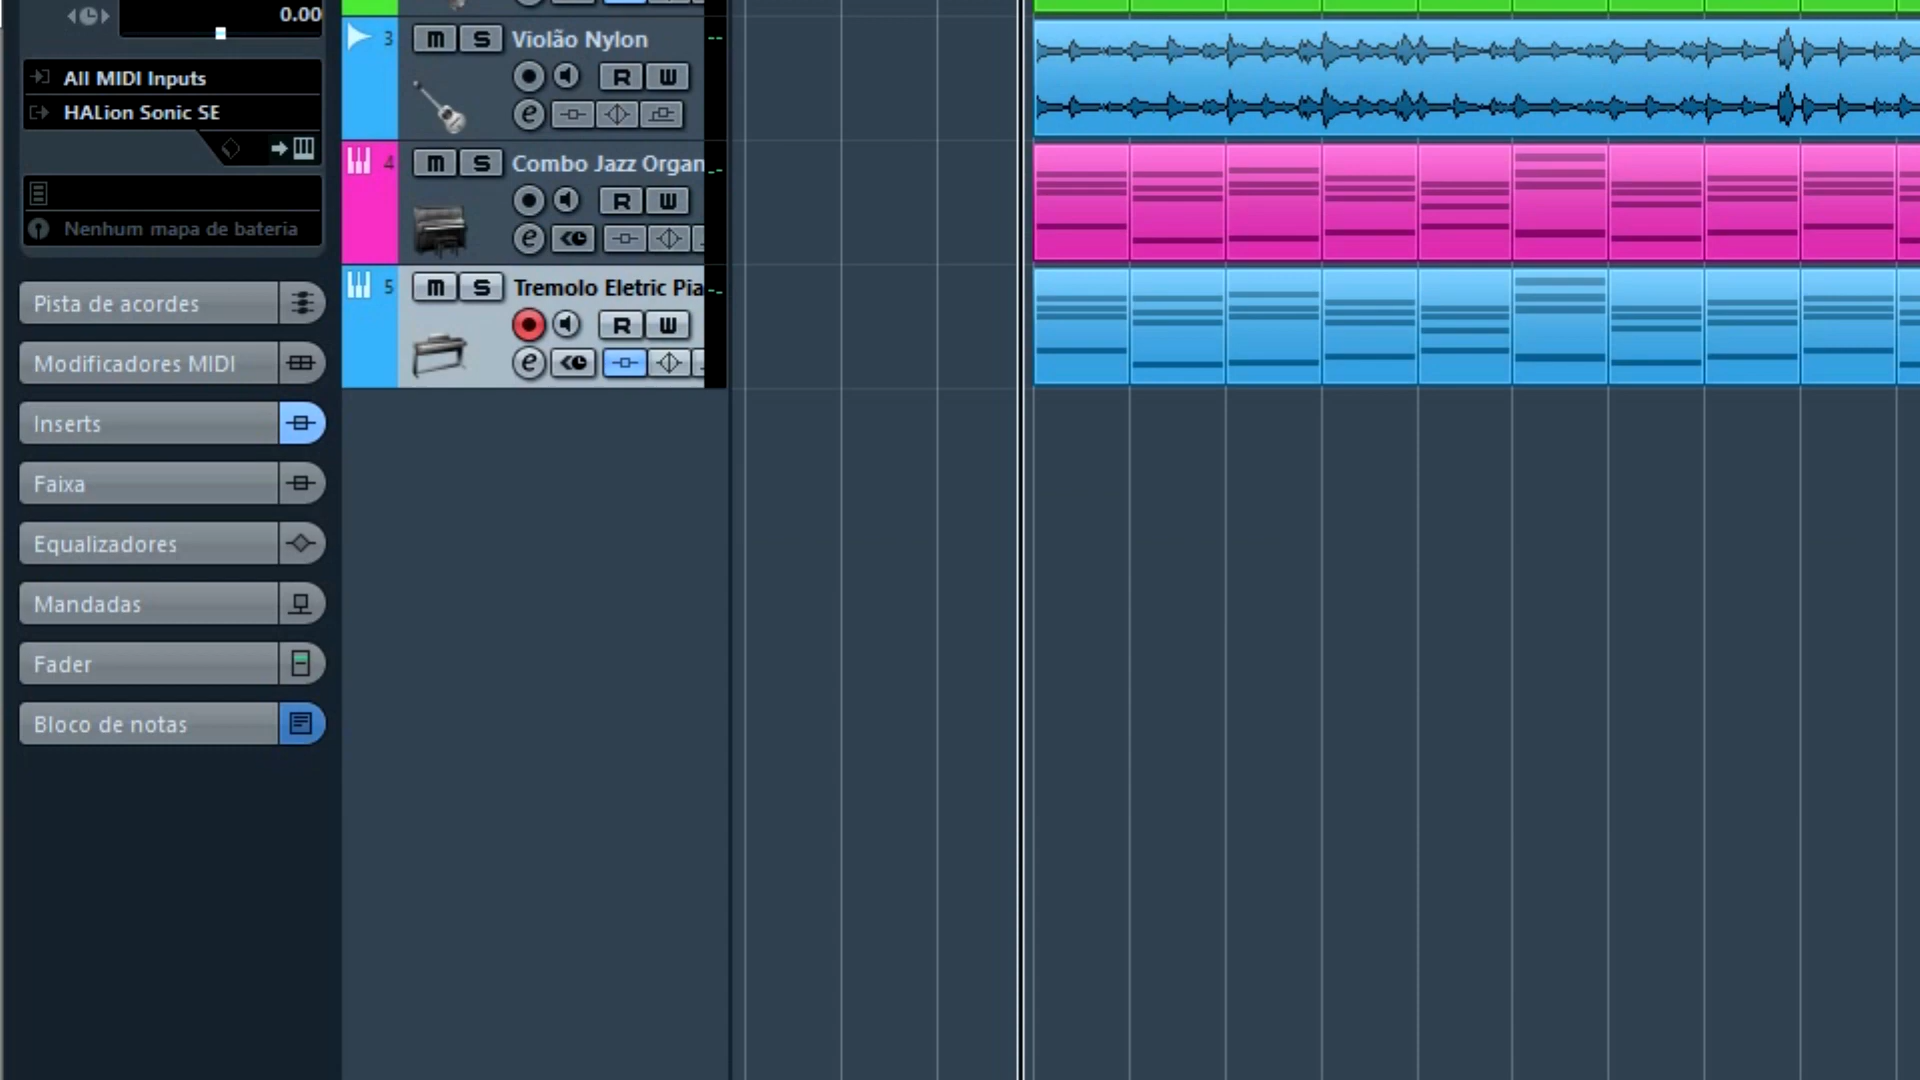 0.00
All MIDI Inputs
HALion Sonic SE
Nenhum mapa de bateria
Pista de acordes
Modificadores MIDI
Inserts
Faixa
Equalizadores
Mandadas
Fader
Bloco de notas
3 m S Violão Nylon
R W
e
4 m S Combo Jazz Organ
R W
e
5 m S Tremolo Eletric Pia
R W
e